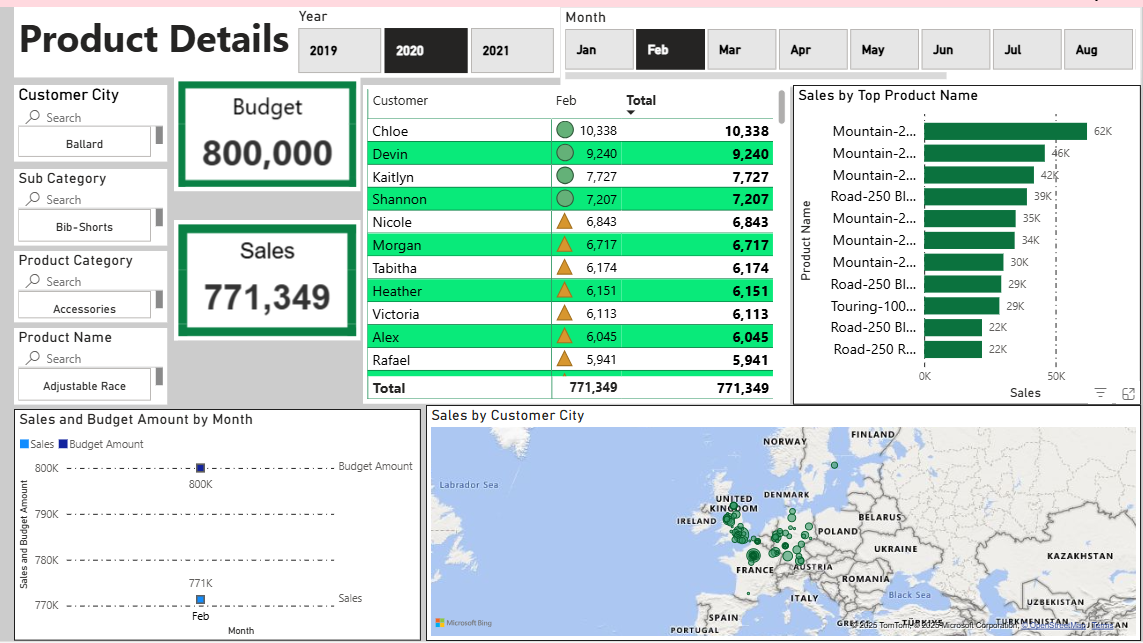 Product Details
Year
2019 2020 2021
Month
Jan Feb Mar Apr May Jun Jul Aug
Customer City
Search
Ballard
Sub Category
Search
Bib-Shorts
Product Category
Search
Accessories
Product Name
Search
Adjustable Race
Budget
800,000
Sales
771,349
Customer Feb Total
Chloe 10,338 10,338
Devin 9,240 9,240
Kaitlyn 7,727 7,727
Shannon 7,207 7,207
Nicole 6,843 6,843
Morgan 6,717 6,717
Tabitha 6,174 6,174
Heather 6,151 6,151
Victoria 6,113 6,113
Alex 6,045 6,045
Rafael 5,941 5,941
Total 771,349 771,349
Sales by Top Product Name
Product Name
Mountain-2... 62K
Mountain-2... 46K
Mountain-2... 42K
Road-250 Bl... 39K
Mountain-2... 35K
Mountain-2... 34K
Mountain-2... 30K
Road-250 Bl... 29K
Touring-100... 29K
Road-250 Bl... 22K
Road-250 R... 22K
0K 50K
Sales
Sales and Budget Amount by Month
Sales Budget Amount
Sales and Budget Amount
800K Budget Amount
800K
790K
780K
771K
770K Sales
Feb
Month
Sales by Customer City
NORWAY FINLAND
Labrador Sea
DENMARK
UNITED
KINGDOM
IRELAND BELARUS
POLAND
UKRAINE
KAZAKHSTAN
FRANCE AUSTRIA
ROMANIA
ITALY Black Sea
UZBEKISTAN
SPAIN
PORTUGAL
Microsoft Bing
© 2025 TomTom, © 2025 Microsoft Corporation, © OpenStreetMap Terms